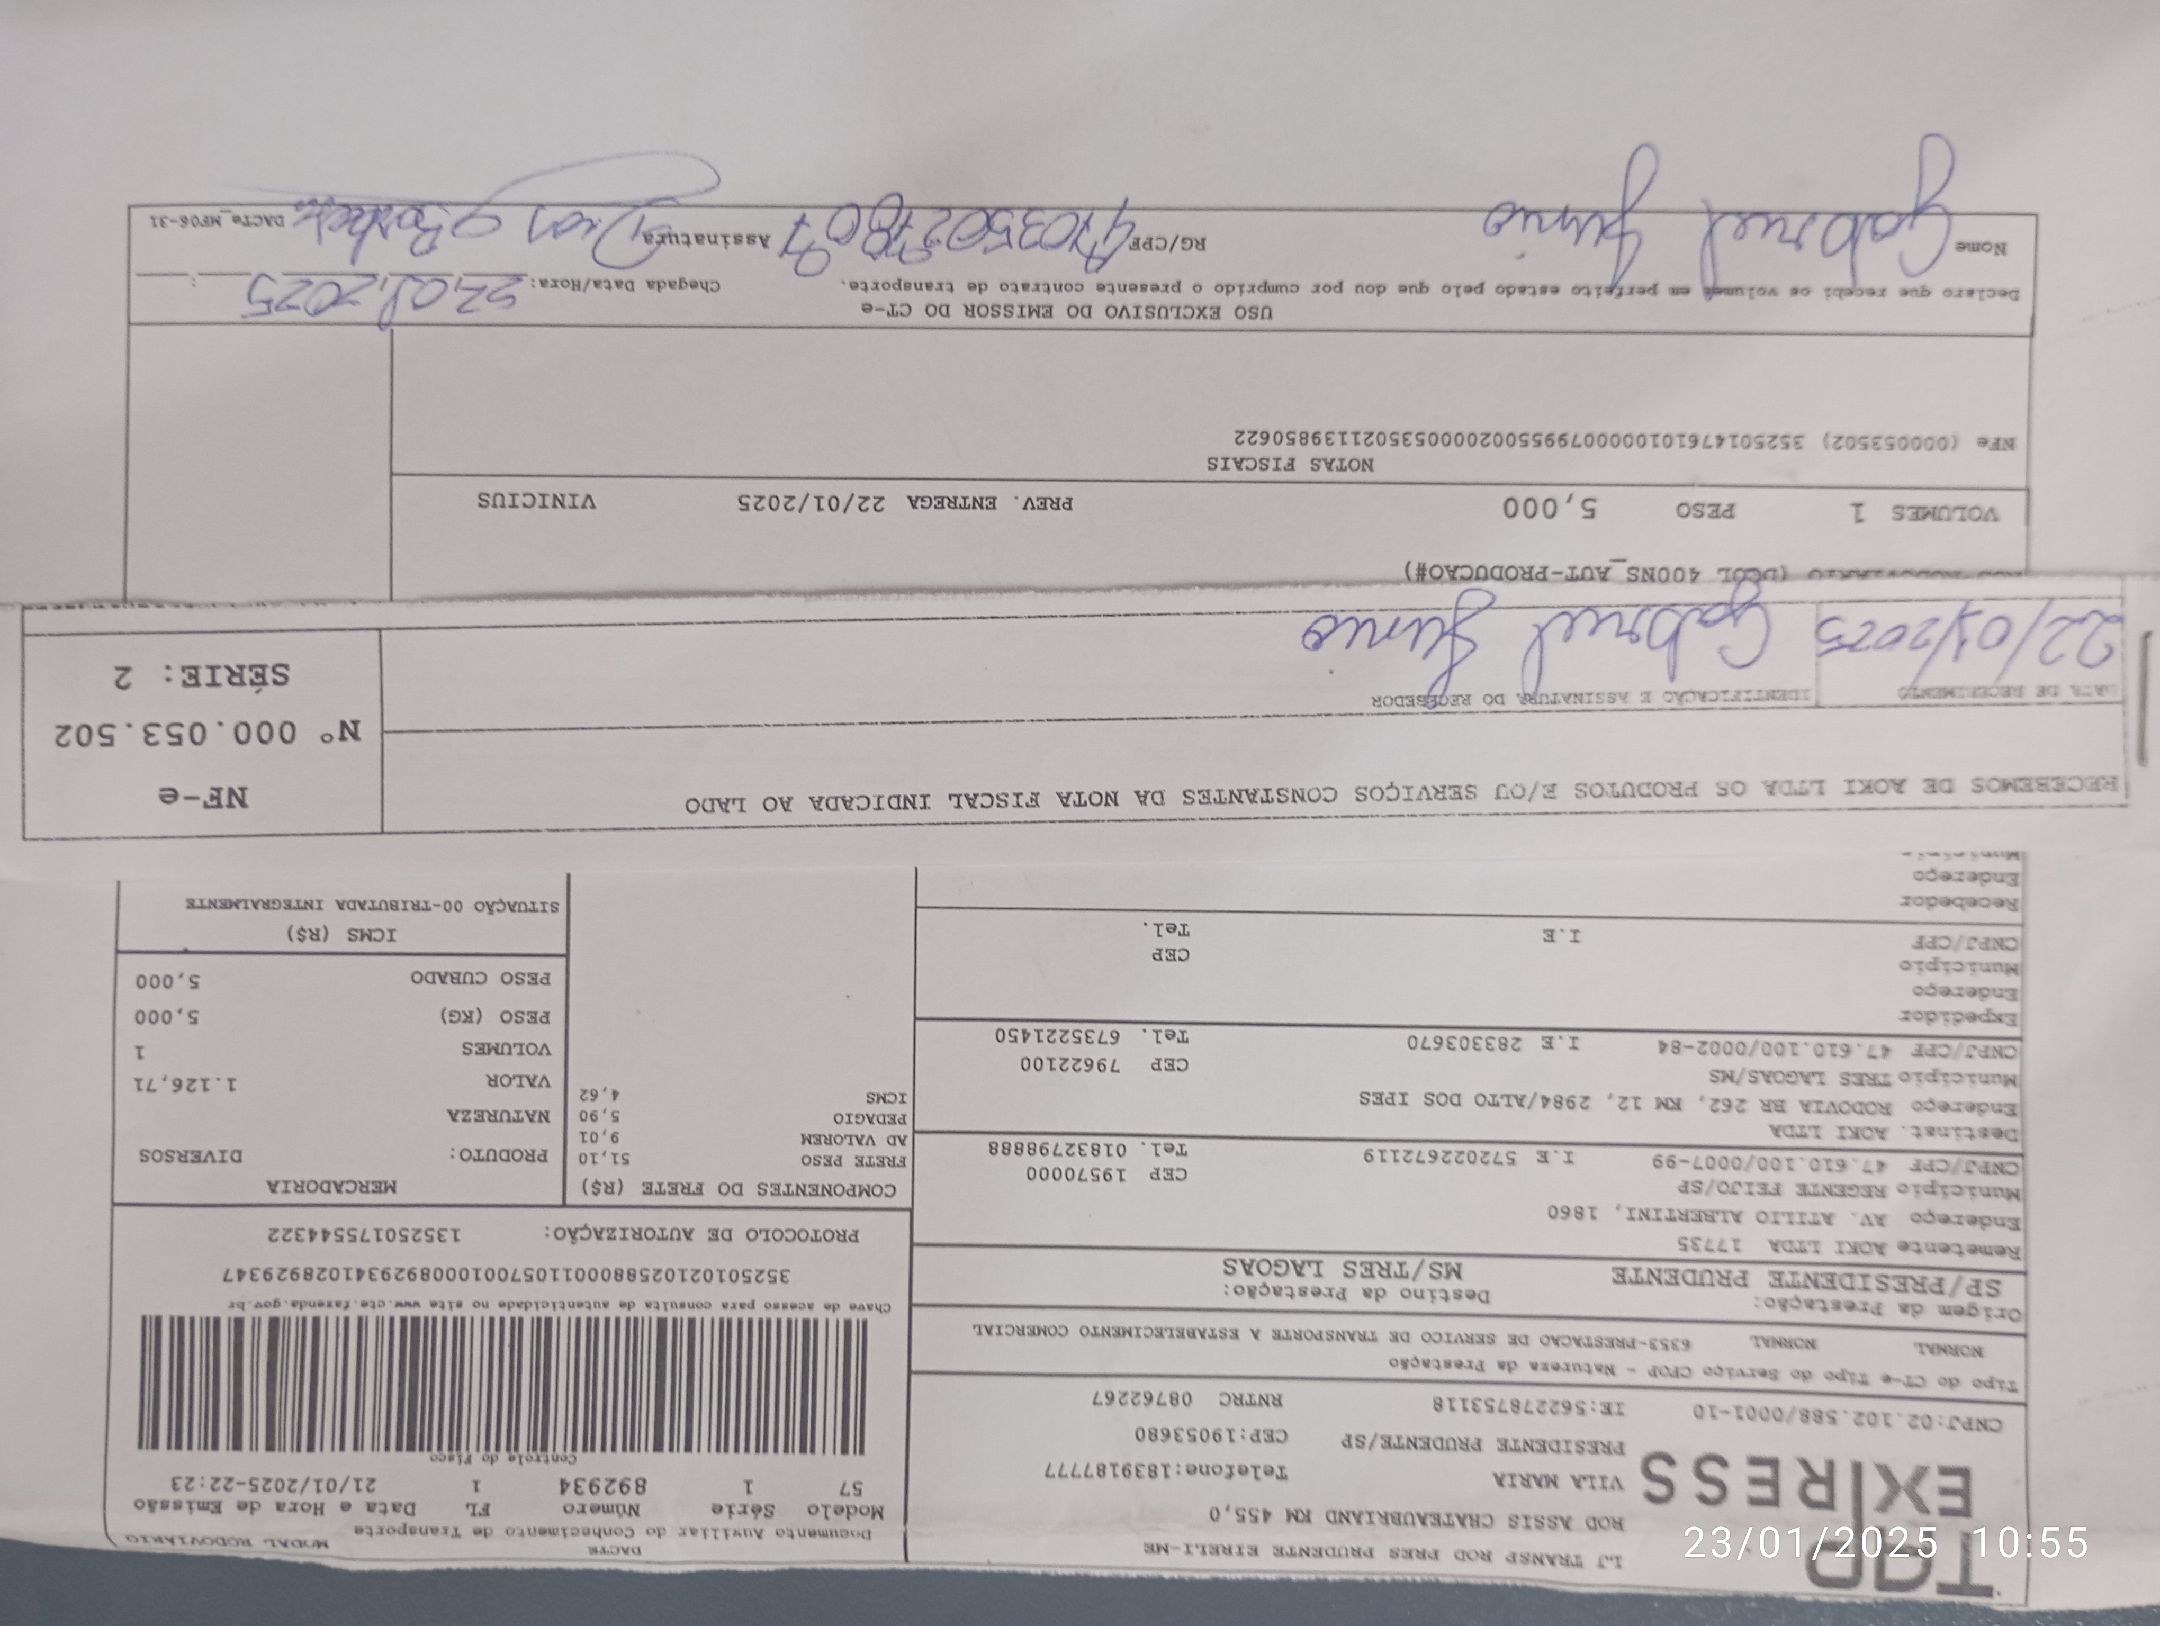 LJ TRANSP ROD PRES PRUDENTE EIRELI-ME
TOP
EXPRESS
ROD ASSIS CHATEAUBRIAND KM 455,0
VILA MARIA Telefone:1839187777
PRESIDENTE PRUDENTE/SP CEP:19053680
CNPJ:02.102.588/0001-10 IE:562278753118 RNTRC 08762267
DACTE MODAL RODOVIÁRIO
Documento Auxiliar do Conhecimento de Transporte
Modelo Série Número FL Data e Hora de Emissão
57 1 892934 1 21/01/2025-22:23
Controle do Fisco
Chave de acesso para consulta de autenticidade no site www.cte.fazenda.gov.br
35250102102588000110570010008929341028929347
PROTOCOLO DE AUTORIZAÇÃO: 135250175544322
Tipo do CT-e Tipo do Serviço CFOP - Natureza da Prestação
NORMAL NORMAL 6353-PRESTACAO DE SERVICO DE TRANSPORTE A ESTABELECIMENTO COMERCIAL
Origem da Prestação: Destino da Prestação:
SP/PRESIDENTE PRUDENTE MS/TRES LAGOAS
Remetente AOKI LTDA 17735
Endereço AV. ATILIO ALBERTINI, 1860
Município REGENTE FEIJO/SP CEP 19570000
CNPJ/CPF 47.610.100/0007-99 I.E 572022672119 Tel. 01832798888
Destinat. AOKI LTDA
Endereço RODOVIA BR 262, KM 12, 2984/ALTO DOS IPES
Município TRES LAGOAS/MS CEP 79622100
CNPJ/CPF 47.610.100/0002-84 I.E 283303670 Tel. 6735221450
Expedidor
Endereço
Município CEP
CNPJ/CPF I.E Tel.
Recebedor
Endereço
Município
COMPONENTES DO FRETE (R$)
FRETE PESO 51,10
AD VALOREM 9,01
PEDAGIO 5,90
ICMS 4,62
MERCADORIA
PRODUTO: DIVERSOS
NATUREZA
VALOR 1.126,71
VOLUMES 1
PESO (KG) 5,000
PESO CUBADO 5,000
ICMS (R$)
SITUAÇÃO 00-TRIBUTADA INTEGRALMENTE
RECEBEMOS DE AOKI LTDA OS PRODUTOS E/OU SERVIÇOS CONSTANTES DA NOTA FISCAL INDICADA AO LADO
NF-e
Nº 000.053.502
SÉRIE: 2
DATA DE RECEBIMENTO IDENTIFICAÇÃO E ASSINATURA DO RECEBEDOR
22/01/2025 Gabriel Junio
(DCOL 400NS_AUT-PRODUCAO#)
VOLUMES 1 PESO 5,000 PREV. ENTREGA 22/01/2025 VINICIUS
NOTAS FISCAIS
NFe (000053502) 35250147610100000799550020000535021139850622
USO EXCLUSIVO DO EMISSOR DO CT-e
Declaro que recebi os volumes em perfeito estado pelo que dou por cumprido o presente contrato de transporte. Chegada Data/Hora: 22,01,2025 :
Nome Gabriel Junio RG/CPF Assinatura DACTe_MF06-31
23/01/2025 10:55